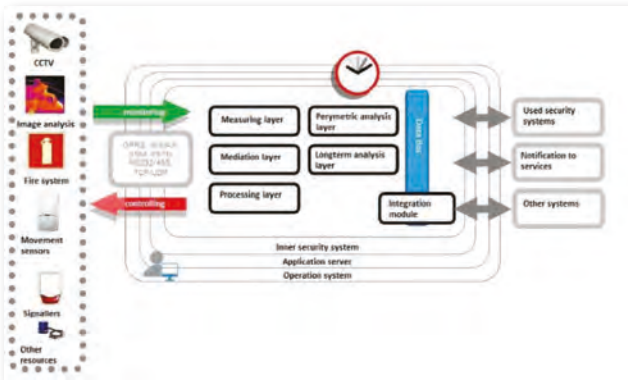 CCTV
Image analysis
Fire system
Movement
sensors
Signallers
Other
resources
monitoring
controlling
Measuring layer
Mediation layer
Processing layer
Perymetric analysis
layer
Longterm analysis
layer
Data bus
Integration
module
Inner security system
Application server
Operation system
Used security
systems
Notification to
services
Other systems